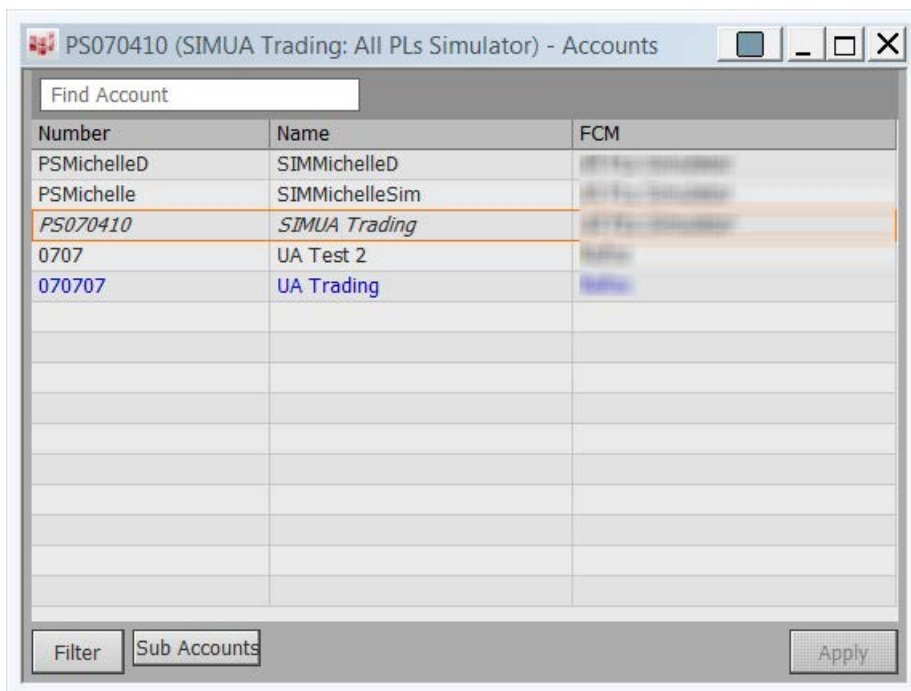 PS070410 (SIMUA Trading: All PLs Simulator) - Accounts
Find Account
Number Name FCM
PSMichelleD SIMMichelleD
PSMichelle SIMMichelleSim
PS070410 SIMUA Trading
0707 UA Test 2
070707 UA Trading
Filter Sub Accounts Apply